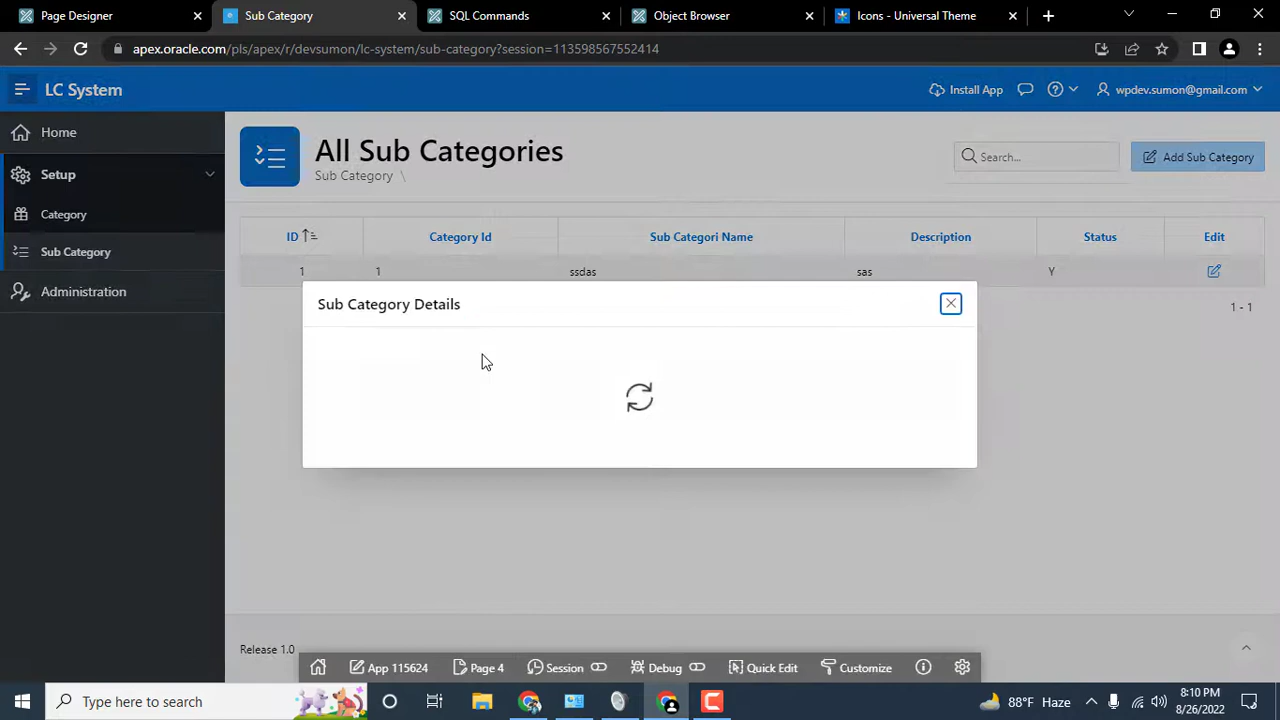 Page Designer
Sub Category
SQL Commands
Object Browser
Icons - Universal Theme
apex.oracle.com/pls/apex/r/devsumon/lc-system/sub-category?session=113598567552414
LC System
Install App
wpdev.sumon@gmail.com
Home
Setup
Category
Sub Category
Administration
All Sub Categories
Sub Category \
Search...
Add Sub Category
ID Category Id Sub Categori Name Description Status Edit
1 1 ssdas sas Y
1 - 1
Sub Category Details
Release 1.0
App 115624 Page 4 Session Debug Quick Edit Customize
Type here to search
88°F Haze
8:10 PM
8/26/2022